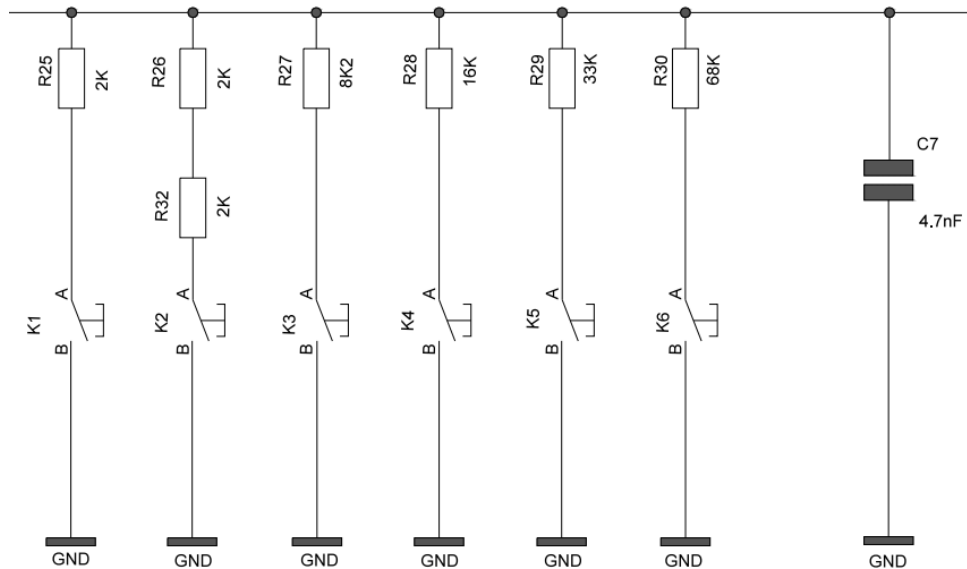 R25
2K
R26
2K
R27
8K2
R28
16K
R29
33K
R30
68K
C7
4.7nF
R32
2K
K1
A
B
K2
A
B
K3
A
B
K4
A
B
K5
A
B
K6
A
B
GND
GND
GND
GND
GND
GND
GND